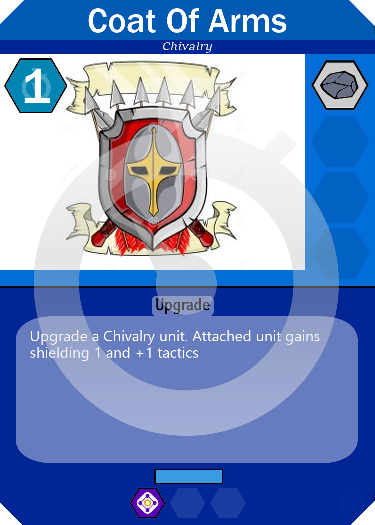 Coat Of Arms
Chivalry
1
Upgrade
Upgrade a Chivalry unit. Attached unit gains
shielding 1 and +1 tactics